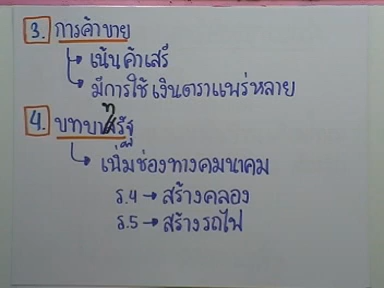 3. การค้าขาย
เน้นค้าเสรี
มีการใช้เงินตราแพร่หลาย
4. บทบาทรัฐ
เพิ่มช่องทางคมนาคม
ร.4 → สร้างคลอง
ร.5 → สร้างรถไฟ